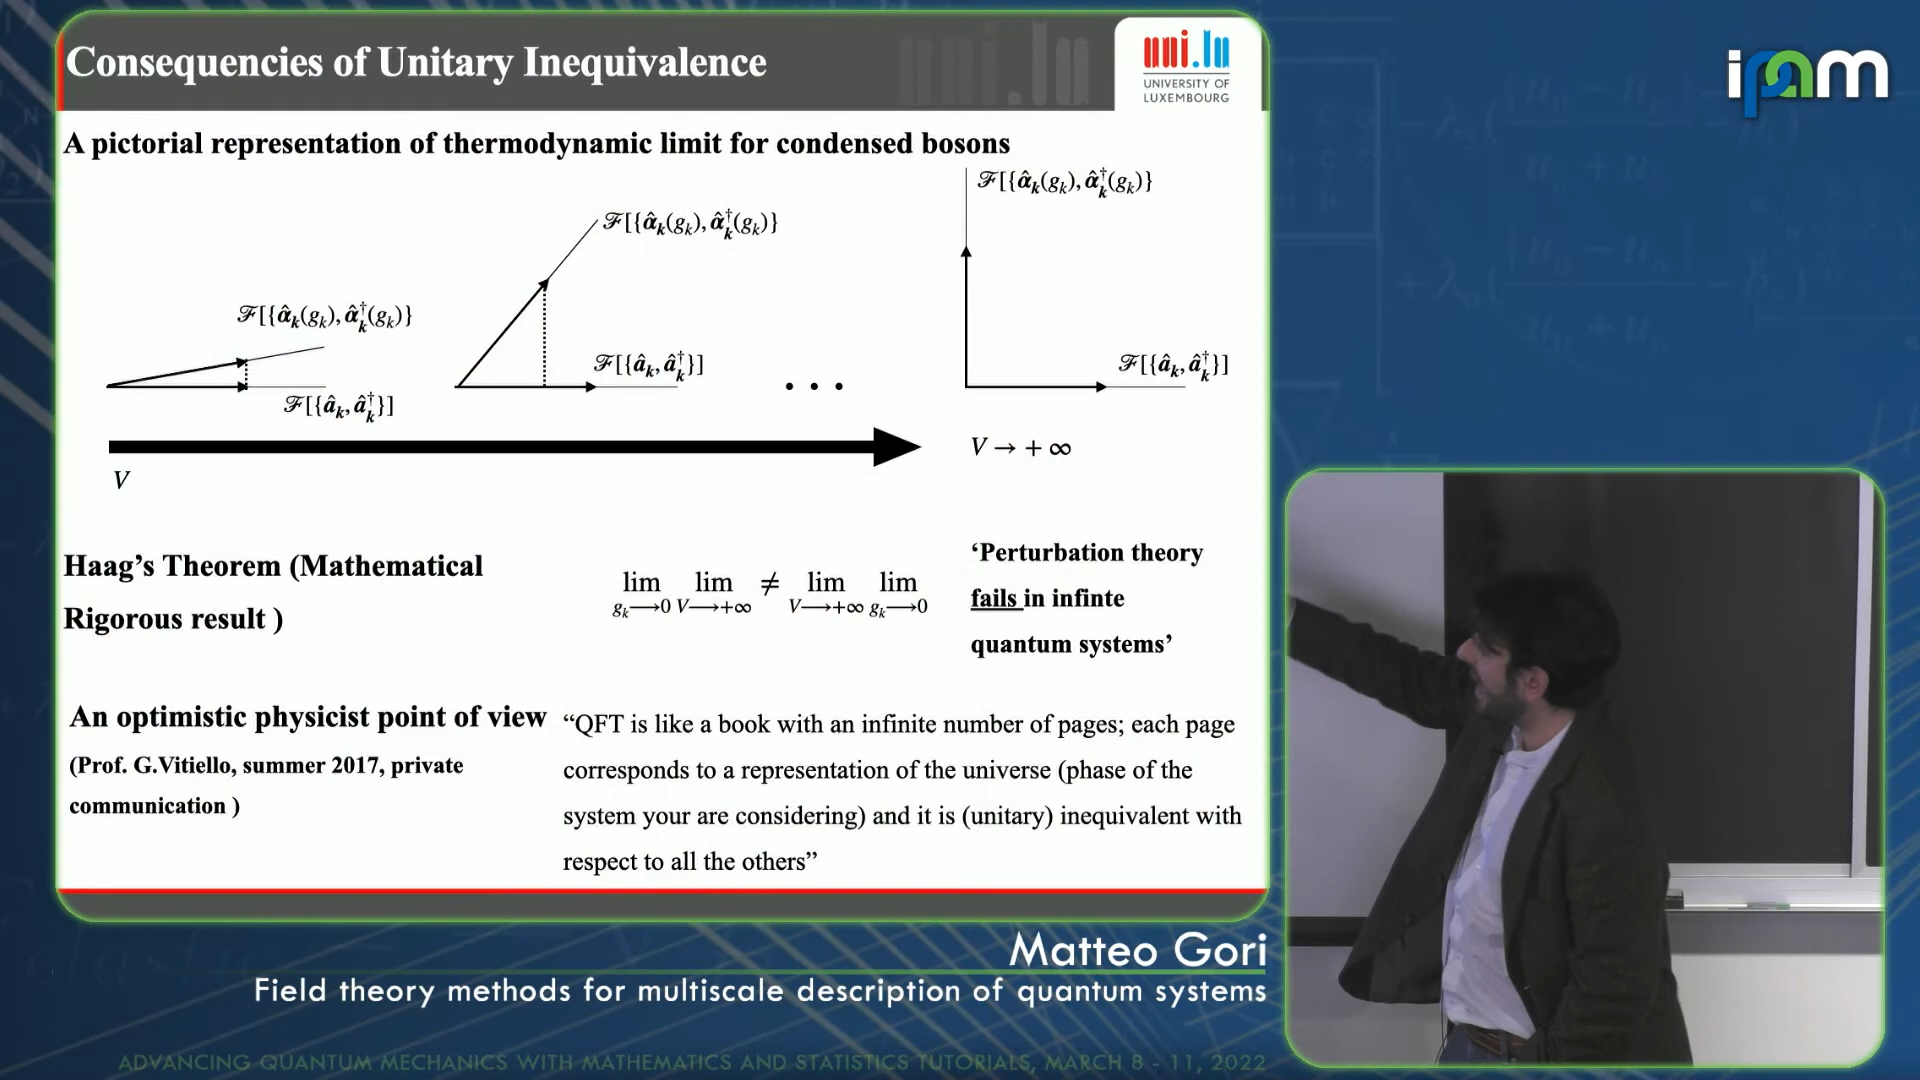 Consequencies of Unitary Inequivalence
uni.lu
UNIVERSITY OF
LUXEMBOURG
ipam
A pictorial representation of thermodynamic limit for condensed bosons
ℱ[{α̂ₖ(gₖ), α̂ₖ†(gₖ)}
ℱ[{âₖ, âₖ†}]
ℱ[{α̂ₖ(gₖ), α̂ₖ†(gₖ)}
ℱ[{âₖ, âₖ†}]
• • •
ℱ[{α̂ₖ(gₖ), α̂ₖ†(gₖ)}
ℱ[{âₖ, âₖ†}]
V
V → + ∞
Haag’s Theorem (Mathematical
Rigorous result )
lim lim ≠ lim lim
gₖ⟶0 V⟶+∞ V⟶+∞ gₖ⟶0
‘Perturbation theory
fails in infinte
quantum systems’
An optimistic physicist point of view
(Prof. G.Vitiello, summer 2017, private
communication )
“QFT is like a book with an infinite number of pages; each page
corresponds to a representation of the universe (phase of the
system your are considering) and it is (unitary) inequivalent with
respect to all the others”
Matteo Gori
Field theory methods for multiscale description of quantum systems
ADVANCING QUANTUM MECHANICS WITH MATHEMATICS AND STATISTICS TUTORIALS, MARCH 8 - 11, 2022